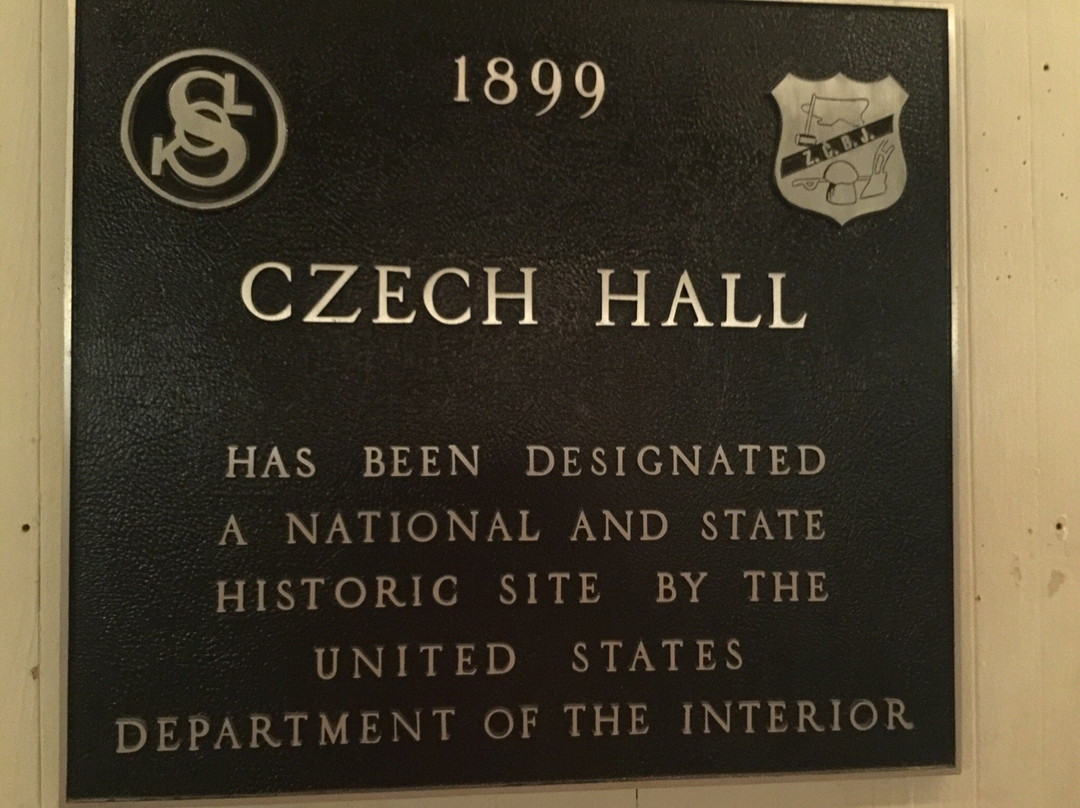 SOKOL
1899
Z. C. B. J.
CZECH HALL
HAS BEEN DESIGNATED
A NATIONAL AND STATE
HISTORIC SITE BY THE
UNITED STATES
DEPARTMENT OF THE INTERIOR